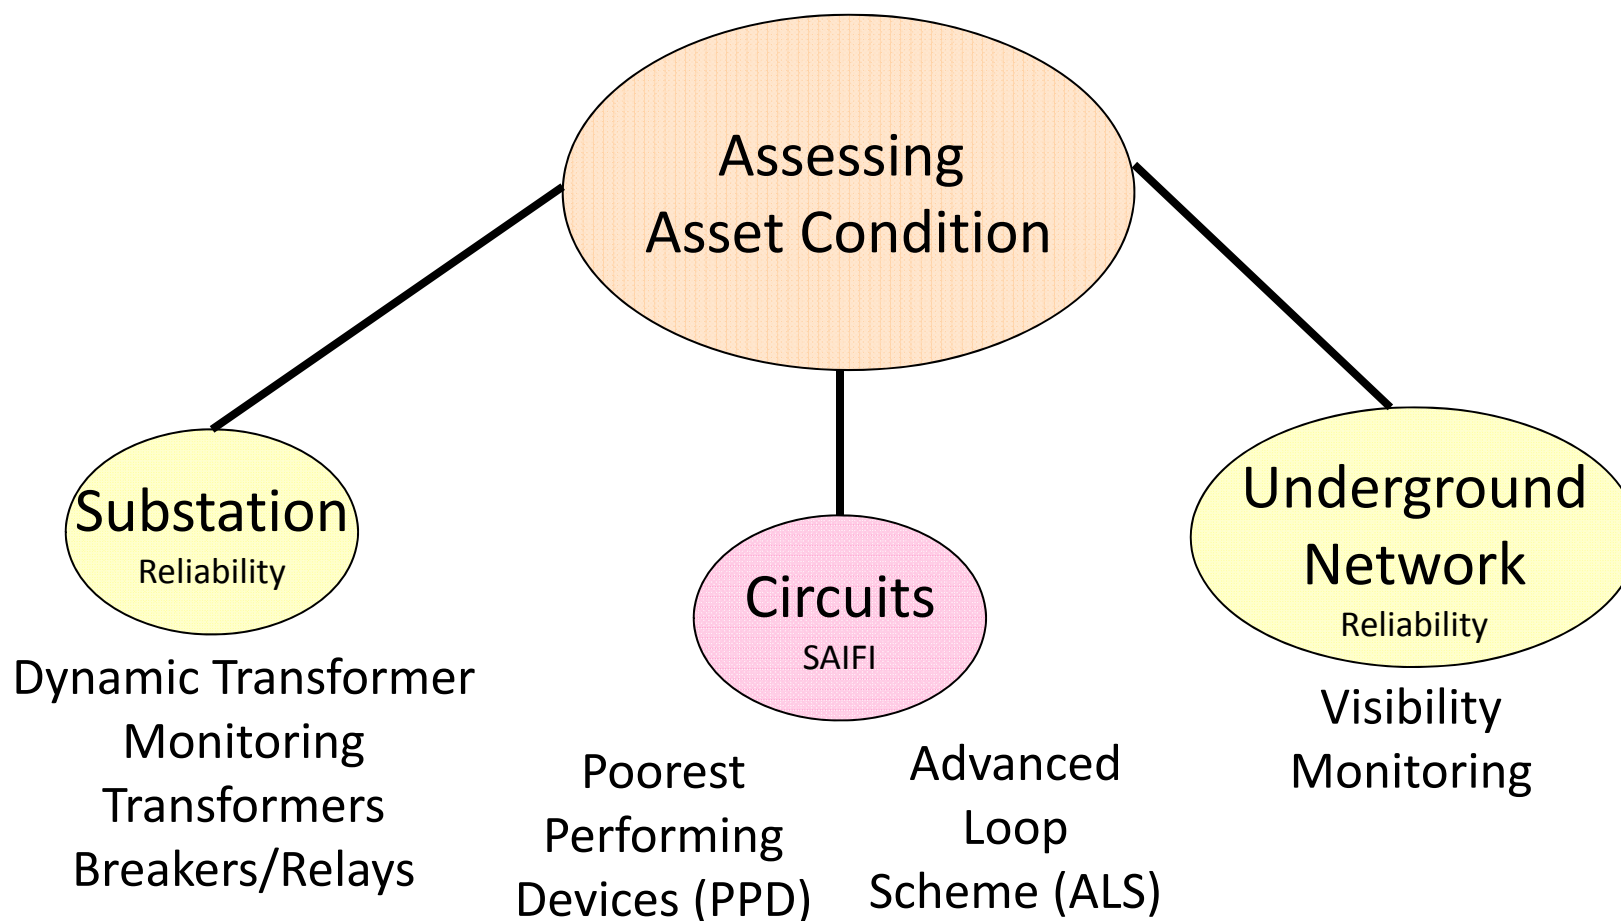 Assessing
Asset Condition
Substation
Reliability
Dynamic Transformer
Monitoring
Transformers
Breakers/Relays
Circuits
SAIFI
Poorest
Performing
Devices (PPD)
Advanced
Loop
Scheme (ALS)
Underground
Network
Reliability
Visibility
Monitoring